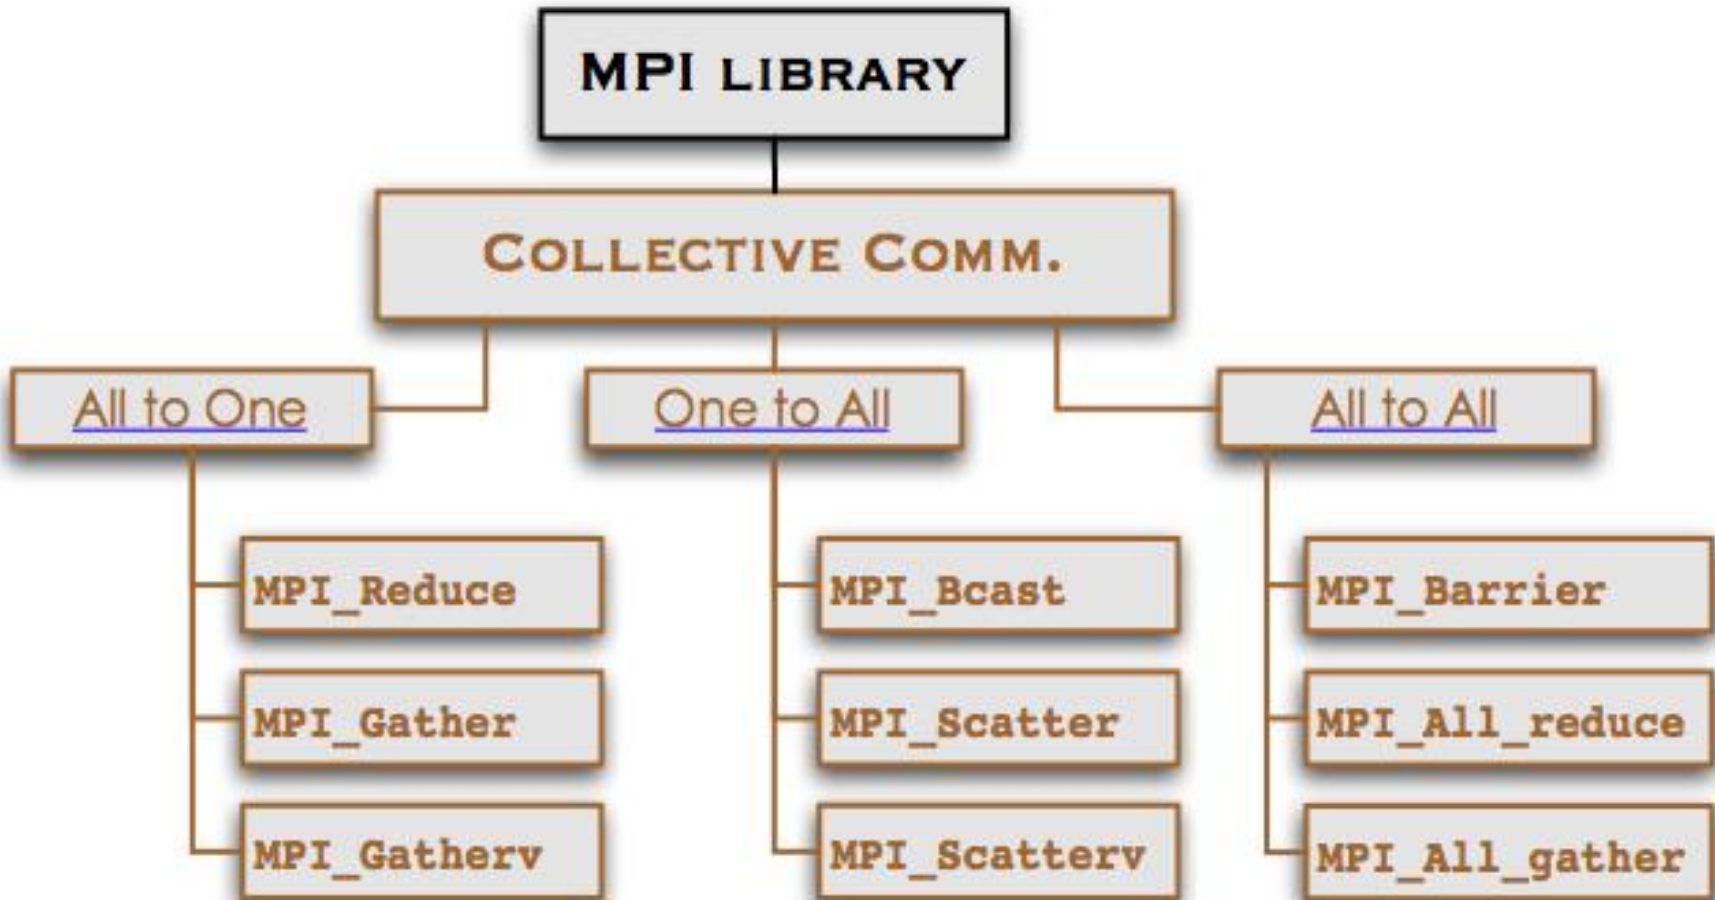 MPI LIBRARY
COLLECTIVE COMM.
All to One
One to All
All to All
MPI_Reduce
MPI_Gather
MPI_Gatherv
MPI_Bcast
MPI_Scatter
MPI_Scatterv
MPI_Barrier
MPI_All_reduce
MPI_All_gather